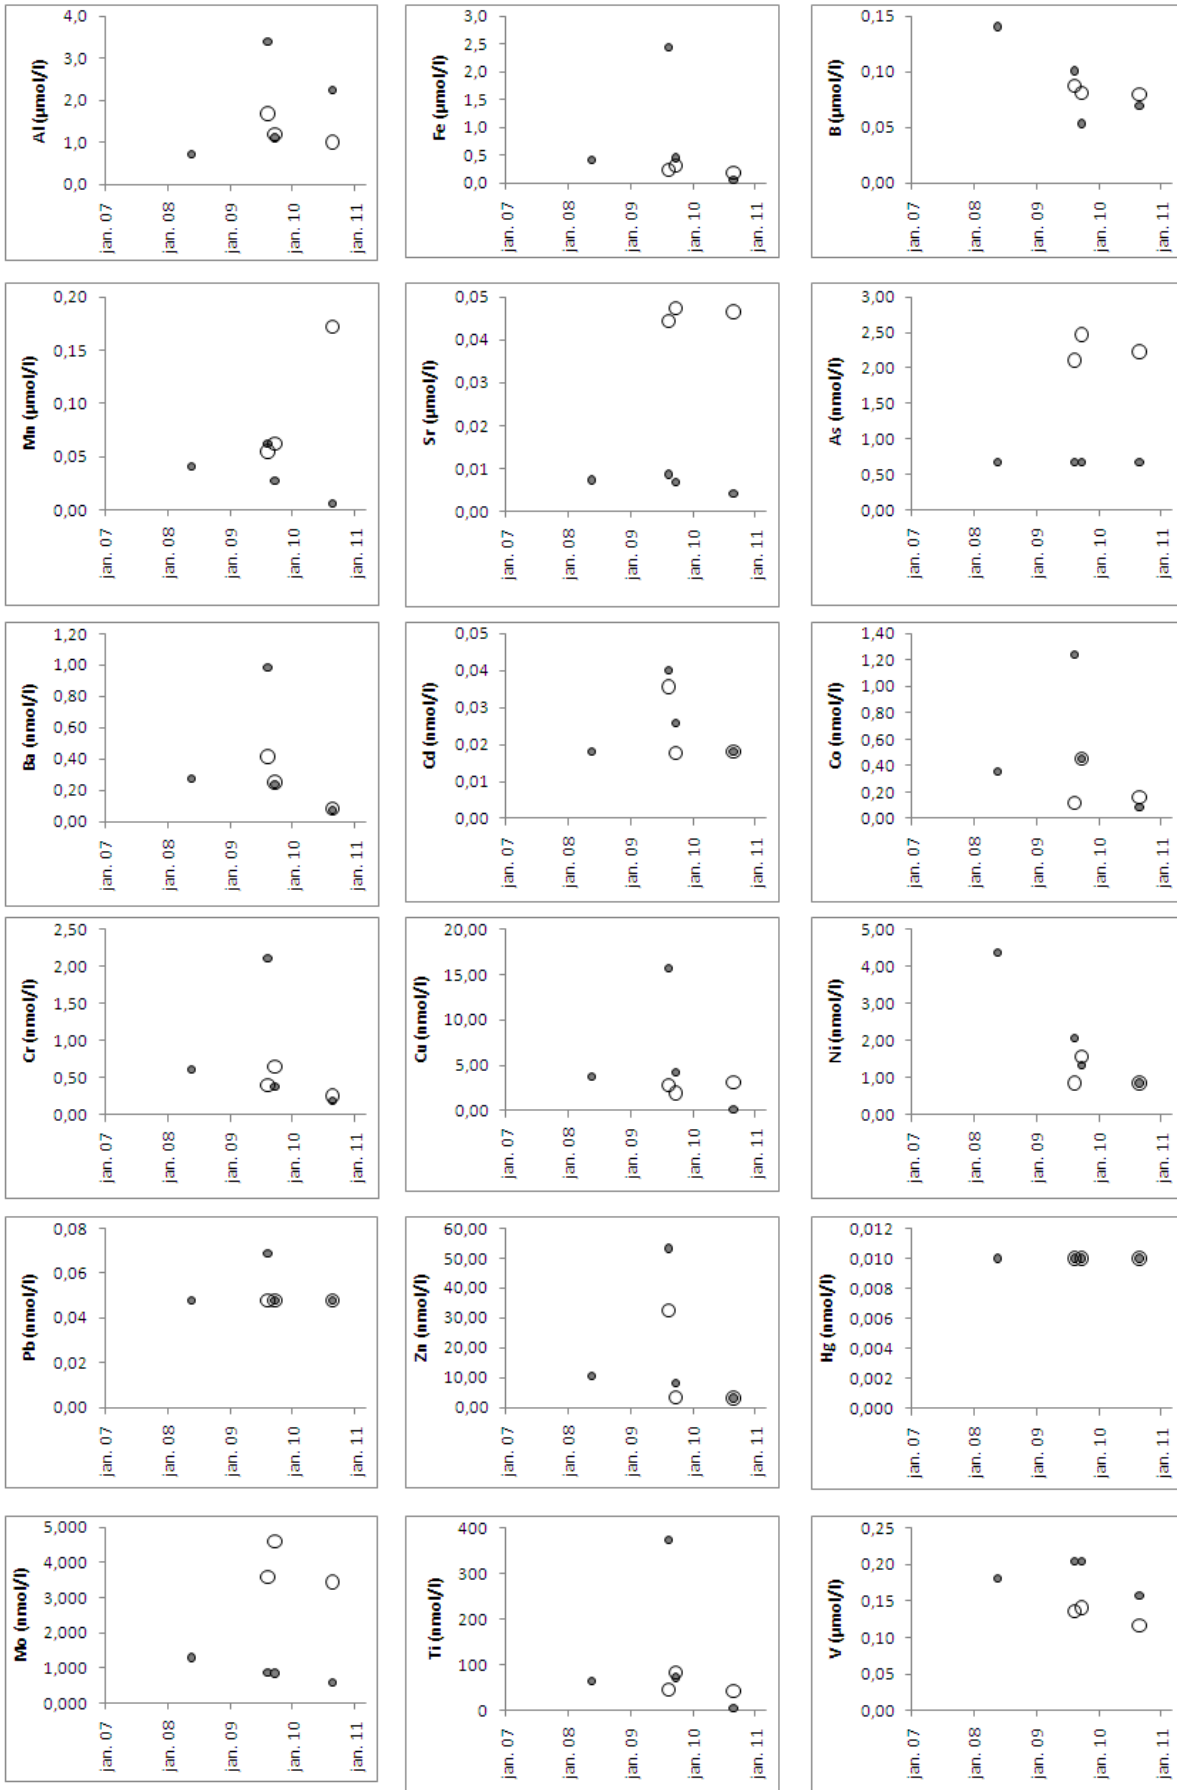 Al (µmol/l)
4,0
3,0
2,0
1,0
0,0
jan. 07
jan. 08
jan. 09
jan. 10
jan. 11
Fe (µmol/l)
3,0
2,5
2,0
1,5
1,0
0,5
0,0
jan. 07
jan. 08
jan. 09
jan. 10
jan. 11
B (µmol/l)
0,15
0,10
0,05
0,00
jan. 07
jan. 08
jan. 09
jan. 10
jan. 11
Mn (µmol/l)
0,20
0,15
0,10
0,05
0,00
jan. 07
jan. 08
jan. 09
jan. 10
jan. 11
Sr (µmol/l)
0,05
0,04
0,03
0,02
0,01
0,00
jan. 07
jan. 08
jan. 09
jan. 10
jan. 11
As (nmol/l)
3,00
2,50
2,00
1,50
1,00
0,50
0,00
jan. 07
jan. 08
jan. 09
jan. 10
jan. 11
Ba (nmol/l)
1,20
1,00
0,80
0,60
0,40
0,20
0,00
jan. 07
jan. 08
jan. 09
jan. 10
jan. 11
Cd (nmol/l)
0,05
0,04
0,03
0,02
0,01
0,00
jan. 07
jan. 08
jan. 09
jan. 10
jan. 11
Co (nmol/l)
1,40
1,20
1,00
0,80
0,60
0,40
0,20
0,00
jan. 07
jan. 08
jan. 09
jan. 10
jan. 11
Cr (nmol/l)
2,50
2,00
1,50
1,00
0,50
0,00
jan. 07
jan. 08
jan. 09
jan. 10
jan. 11
Cu (nmol/l)
20,00
15,00
10,00
5,00
0,00
jan. 07
jan. 08
jan. 09
jan. 10
jan. 11
Ni (nmol/l)
5,00
4,00
3,00
2,00
1,00
0,00
jan. 07
jan. 08
jan. 09
jan. 10
jan. 11
Pb (nmol/l)
0,08
0,06
0,04
0,02
0,00
jan. 07
jan. 08
jan. 09
jan. 10
jan. 11
Zn (nmol/l)
60,00
50,00
40,00
30,00
20,00
10,00
0,00
jan. 07
jan. 08
jan. 09
jan. 10
jan. 11
Hg (nmol/l)
0,012
0,010
0,008
0,006
0,004
0,002
0,000
jan. 07
jan. 08
jan. 09
jan. 10
jan. 11
Mo (nmol/l)
5,000
4,000
3,000
2,000
1,000
0,000
jan. 07
jan. 08
jan. 09
jan. 10
jan. 11
Ti (nmol/l)
400
300
200
100
0
jan. 07
jan. 08
jan. 09
jan. 10
jan. 11
V (µmol/l)
0,25
0,20
0,15
0,10
0,05
0,00
jan. 07
jan. 08
jan. 09
jan. 10
jan. 11